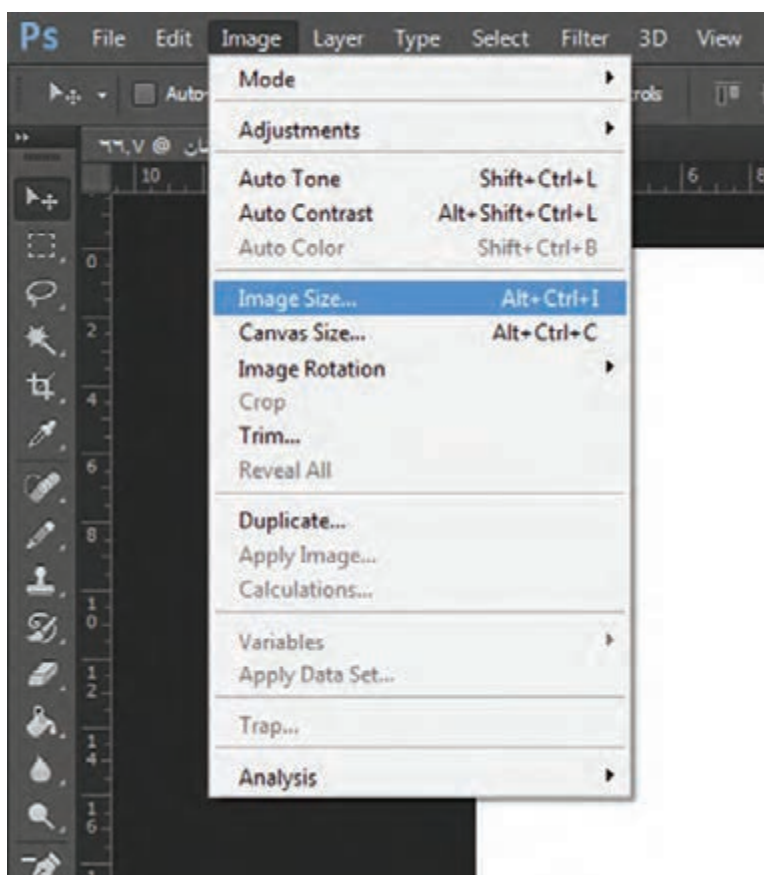 Ps File Edit Image Layer Type Select Filter 3D View
Auto-
rols
ان @ ٦٦,٧
10 6 8
Mode
Adjustments
Auto Tone Shift+Ctrl+L
Auto Contrast Alt+Shift+Ctrl+L
Auto Color Shift+Ctrl+B
Image Size... Alt+Ctrl+I
Canvas Size... Alt+Ctrl+C
Image Rotation
Crop
Trim...
Reveal All
Duplicate...
Apply Image...
Calculations...
Variables
Apply Data Set...
Trap...
Analysis
0
2
4
6
8
10
12
14
16